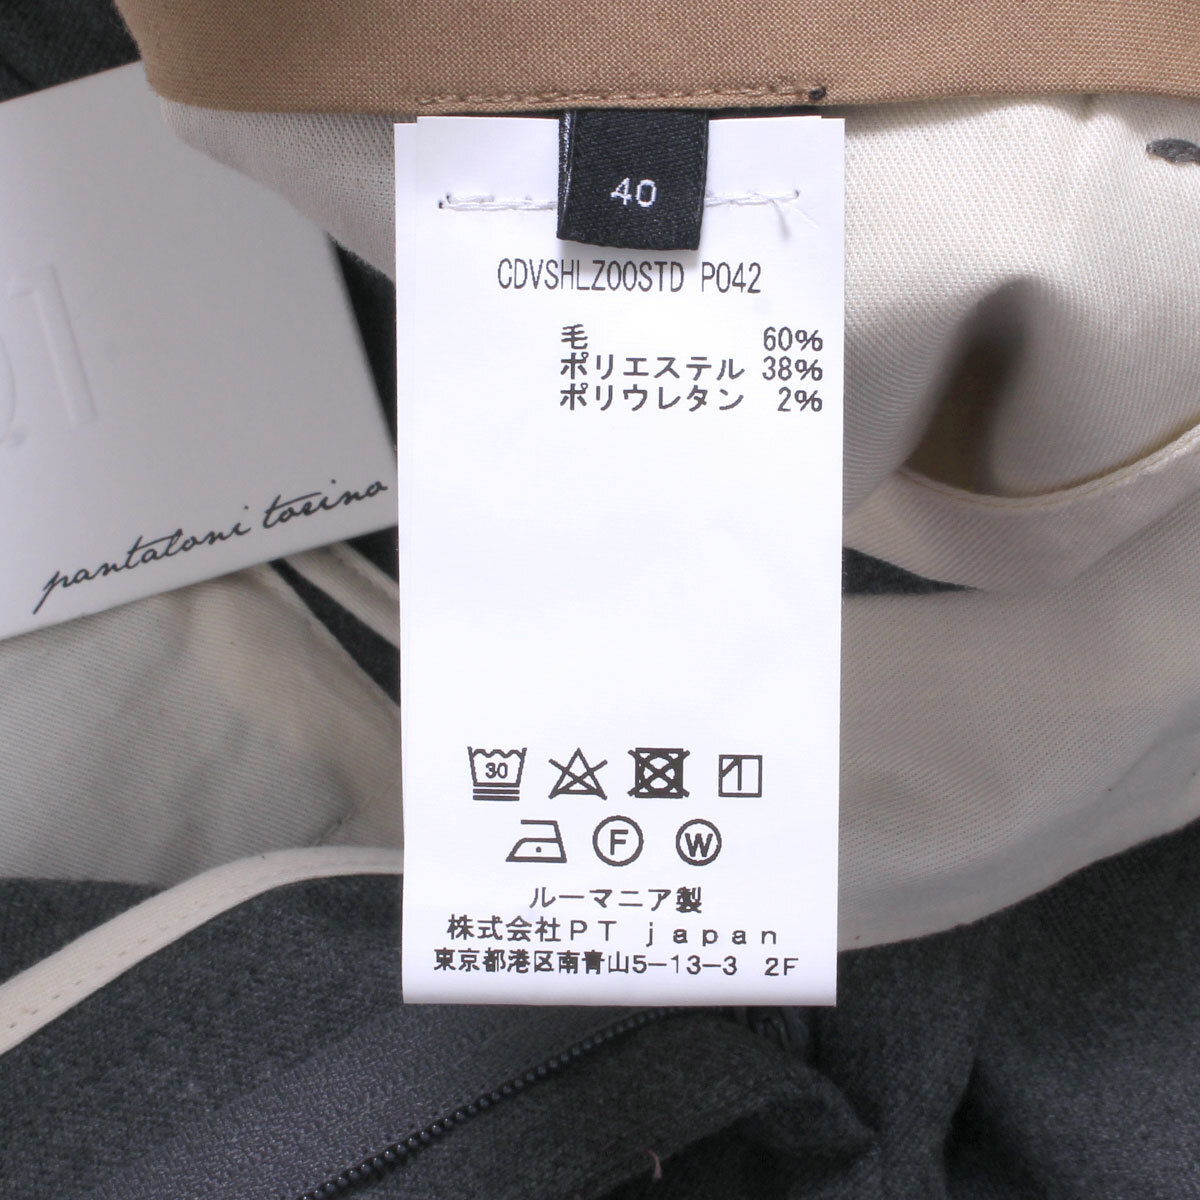 40
CDVSHLZ00STD P042
毛 60%
ポリエステル 38%
ポリウレタン 2%
30
F
W
ルーマニア製
株式会社PT japan
東京都港区南青山5-13-3 2F
01
pantaloni torino